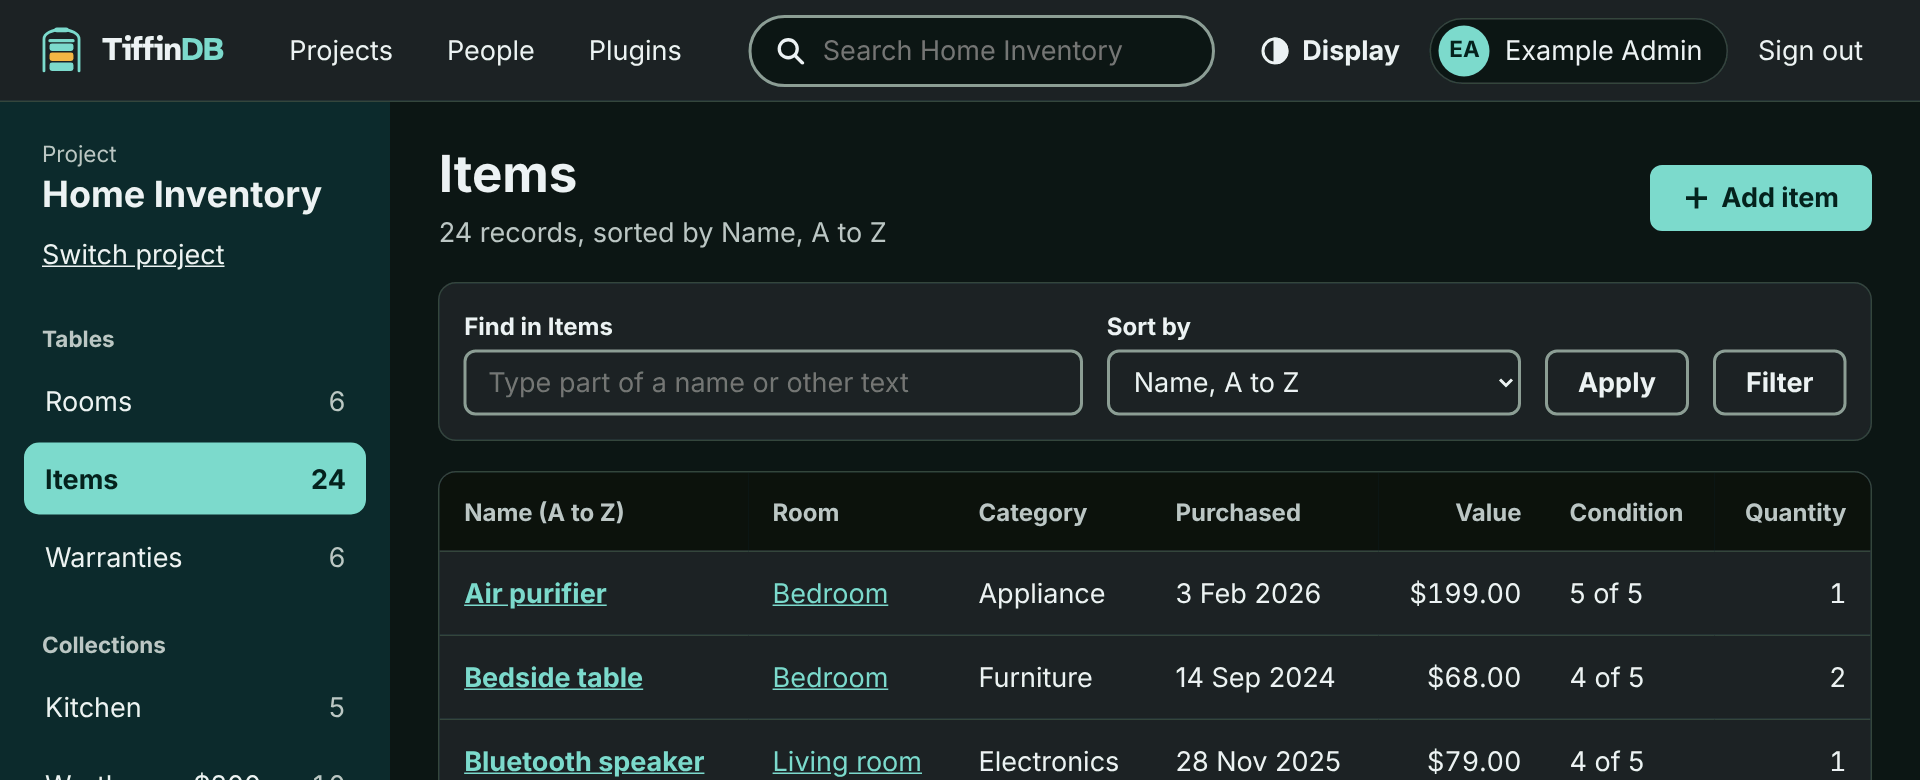 TiffinDB
Projects
People
Plugins
Search Home Inventory
Display
EA
Example Admin
Sign out
Project
Home Inventory
Switch project
Tables
Rooms 6
Items 24
Warranties 6
Collections
Kitchen 5
Items
24 records, sorted by Name, A to Z
+ Add item
Find in Items
Type part of a name or other text
Sort by
Name, A to Z
Apply
Filter
Name (A to Z) Room Category Purchased Value Condition Quantity
Air purifier Bedroom Appliance 3 Feb 2026 $199.00 5 of 5 1
Bedside table Bedroom Furniture 14 Sep 2024 $68.00 4 of 5 2
Bluetooth speaker Living room Electronics 28 Nov 2025 $79.00 4 of 5 1